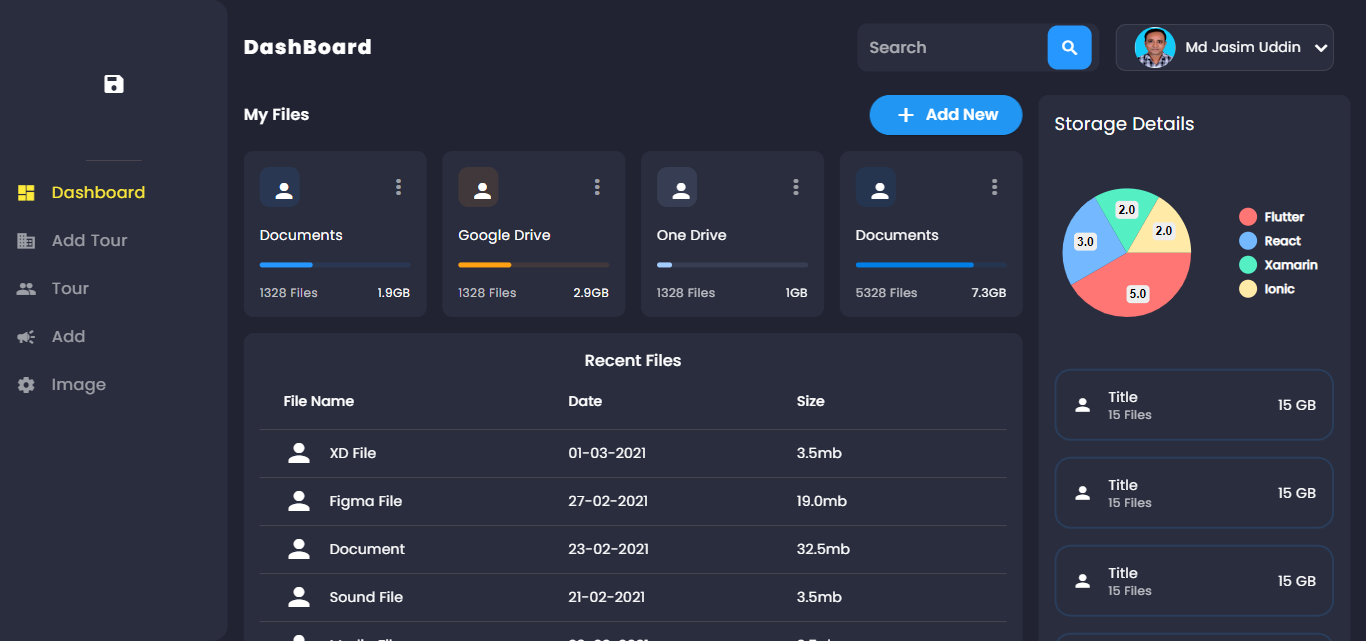 DashBoard
Search
Md Jasim Uddin
Dashboard
Add Tour
Tour
Add
Image
My Files
Add New
Documents
1328 Files 1.9GB
Google Drive
1328 Files 2.9GB
One Drive
1328 Files 1GB
Documents
5328 Files 7.3GB
Recent Files
File Name Date Size
XD File 01-03-2021 3.5mb
Figma File 27-02-2021 19.0mb
Document 23-02-2021 32.5mb
Sound File 21-02-2021 3.5mb
Storage Details
2.0
2.0
3.0
5.0
Flutter
React
Xamarin
Ionic
Title
15 Files
15 GB
Title
15 Files
15 GB
Title
15 Files
15 GB